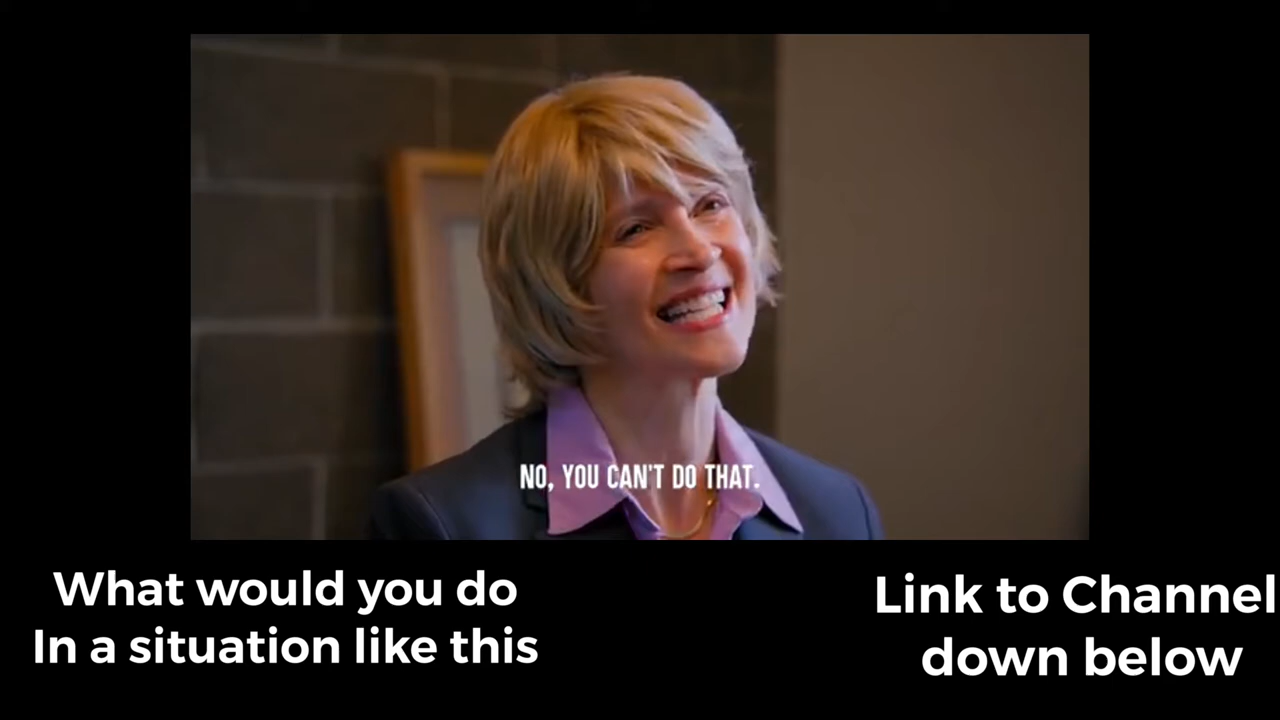 NO, YOU CAN'T DO THAT.
What would you do
In a situation like this
Link to Channel
down below